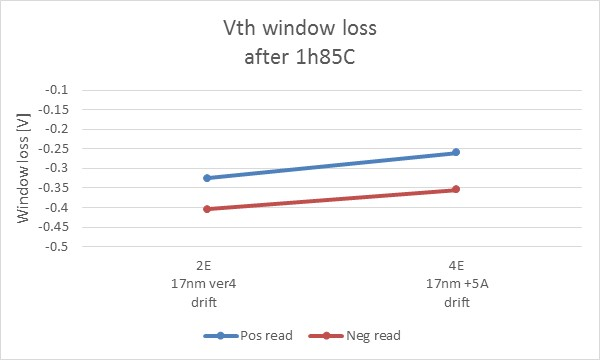 Vth window loss
after 1h85C
Window loss [V]
-0.1
-0.15
-0.2
-0.25
-0.3
-0.35
-0.4
-0.45
-0.5
2E
17nm ver4
drift
4E
17nm +5A
drift
Pos read
Neg read